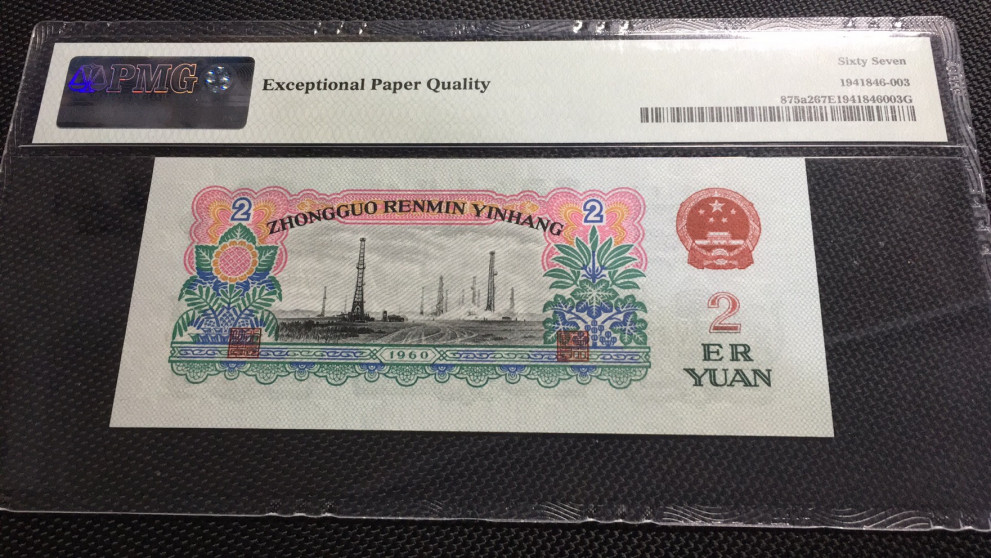 PMG
Exceptional Paper Quality
Sixty Seven
1941846-003
875a267E1941846003G
2
ZHONGGUO RENMIN YINHANG
2
1960
2
ER
YUAN